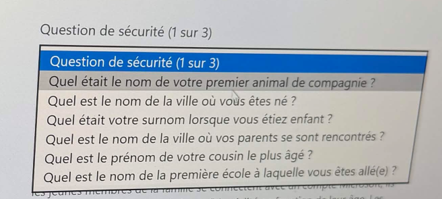 Question de sécurité (1 sur 3)
Question de sécurité (1 sur 3)
Quel était le nom de votre premier animal de compagnie ?
Quel est le nom de la ville où vous êtes né ?
Quel était votre surnom lorsque vous étiez enfant ?
Quel est le nom de la ville où vos parents se sont rencontrés ?
Quel est le prénom de votre cousin le plus âgé ?
Quel est le nom de la première école à laquelle vous êtes allé(e) ?
les jeunes membres de la famille se connectent avec un compte Microsoft,